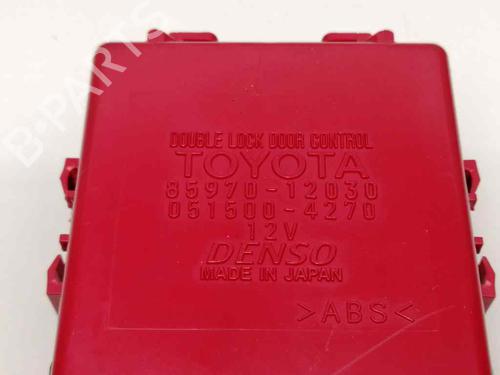 B-PARTS
DOUBLE LOCK DOOR CONTROL
TOYOTA
85970-12030
051500-4270
12V
DENSO
MADE IN JAPAN
>ABS<